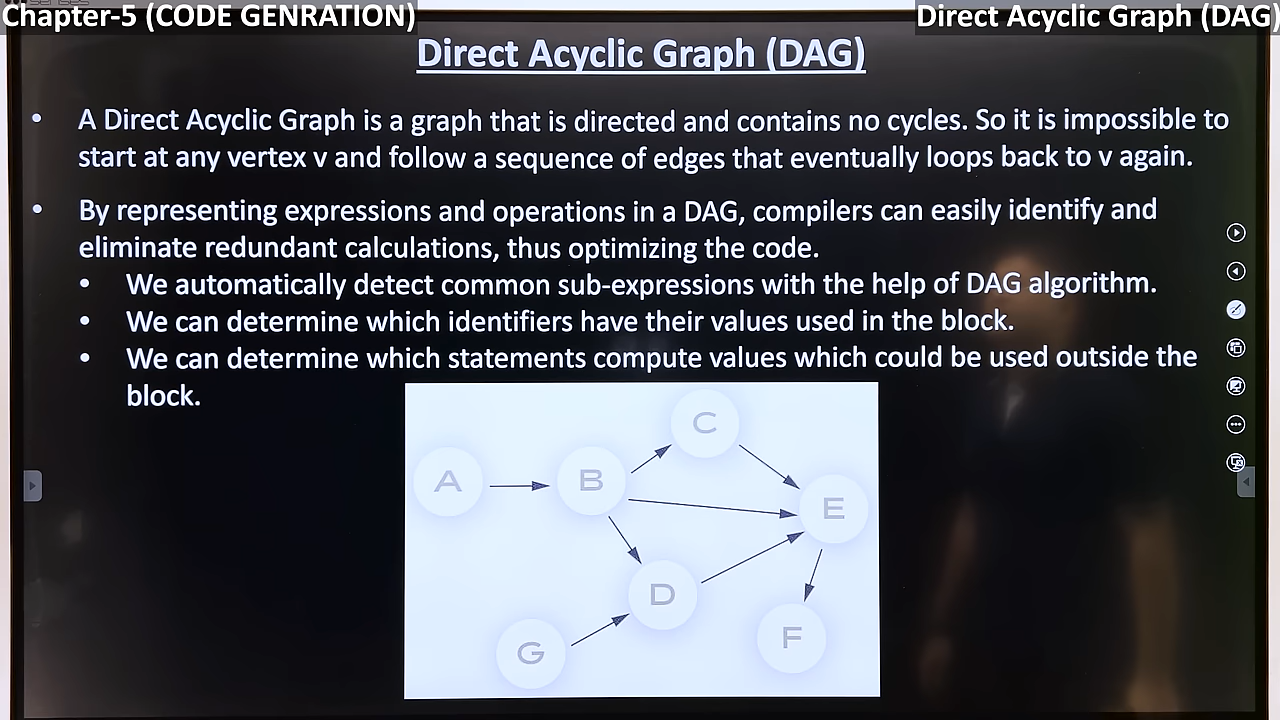 Chapter-5 (CODE GENRATION)
Direct Acyclic Graph (DAG)
Direct Acyclic Graph (DAG)
• A Direct Acyclic Graph is a graph that is directed and contains no cycles. So it is impossible to
start at any vertex v and follow a sequence of edges that eventually loops back to v again.
• By representing expressions and operations in a DAG, compilers can easily identify and
eliminate redundant calculations, thus optimizing the code.
• We automatically detect common sub-expressions with the help of DAG algorithm.
• We can determine which identifiers have their values used in the block.
• We can determine which statements compute values which could be used outside the
block.
C
A
B
E
D
G
F